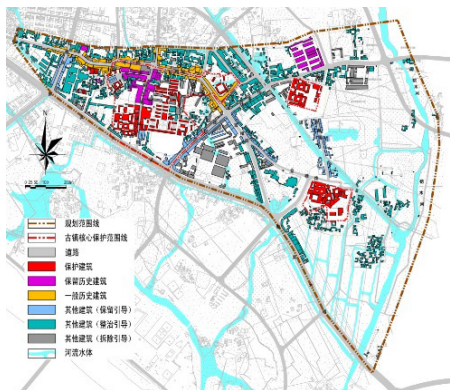 N
规划范围线
古镇核心保护范围线
道路
保护建筑
保留历史建筑
一般历史建筑
其他建筑（保留引导）
其他建筑（整治引导）
其他建筑（拆除引导）
河流水体